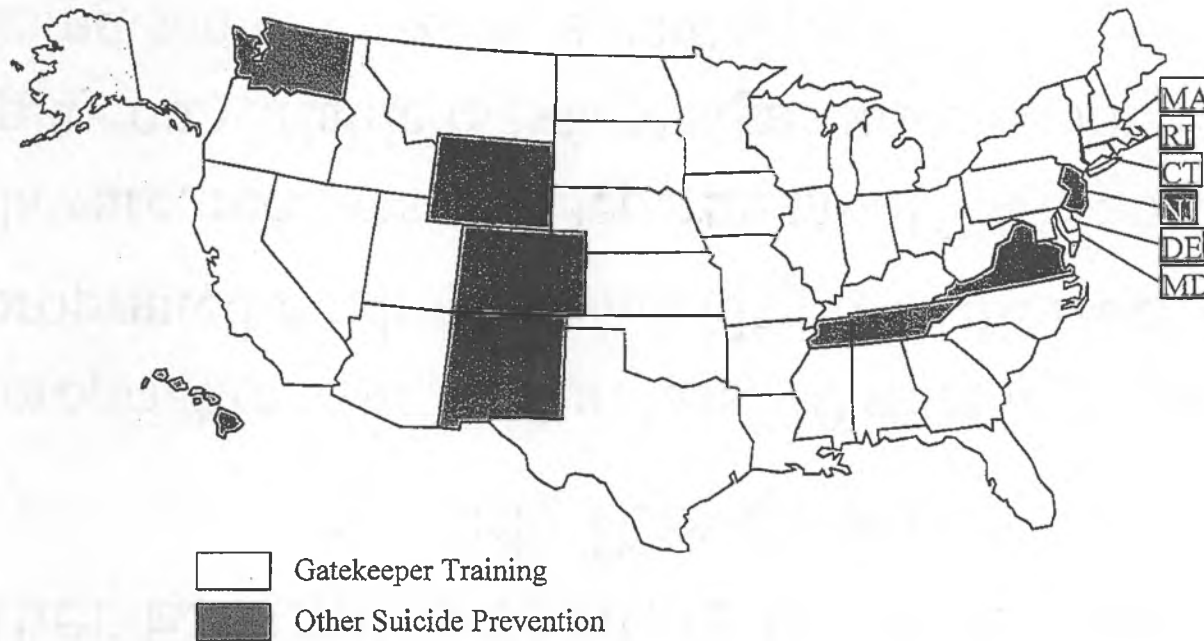 MA
RI
CT
NJ
DE
MD
Gatekeeper Training
Other Suicide Prevention